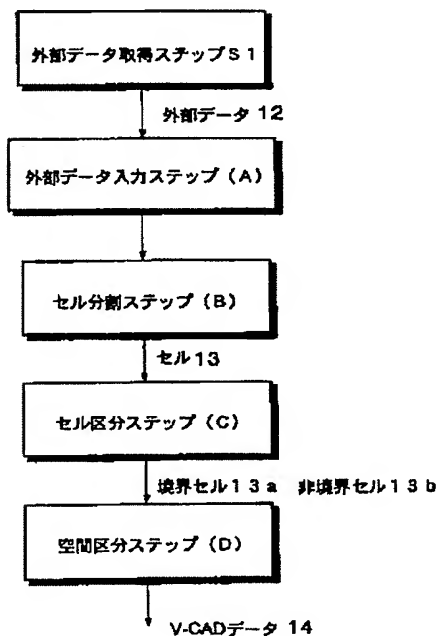 外部データ取得ステップS1
外部データ 12
外部データ入力ステップ（A）
セル分割ステップ（B）
セル13
セル区分ステップ（C）
境界セル13a 非境界セル13b
空間区分ステップ（D）
V-CADデータ 14